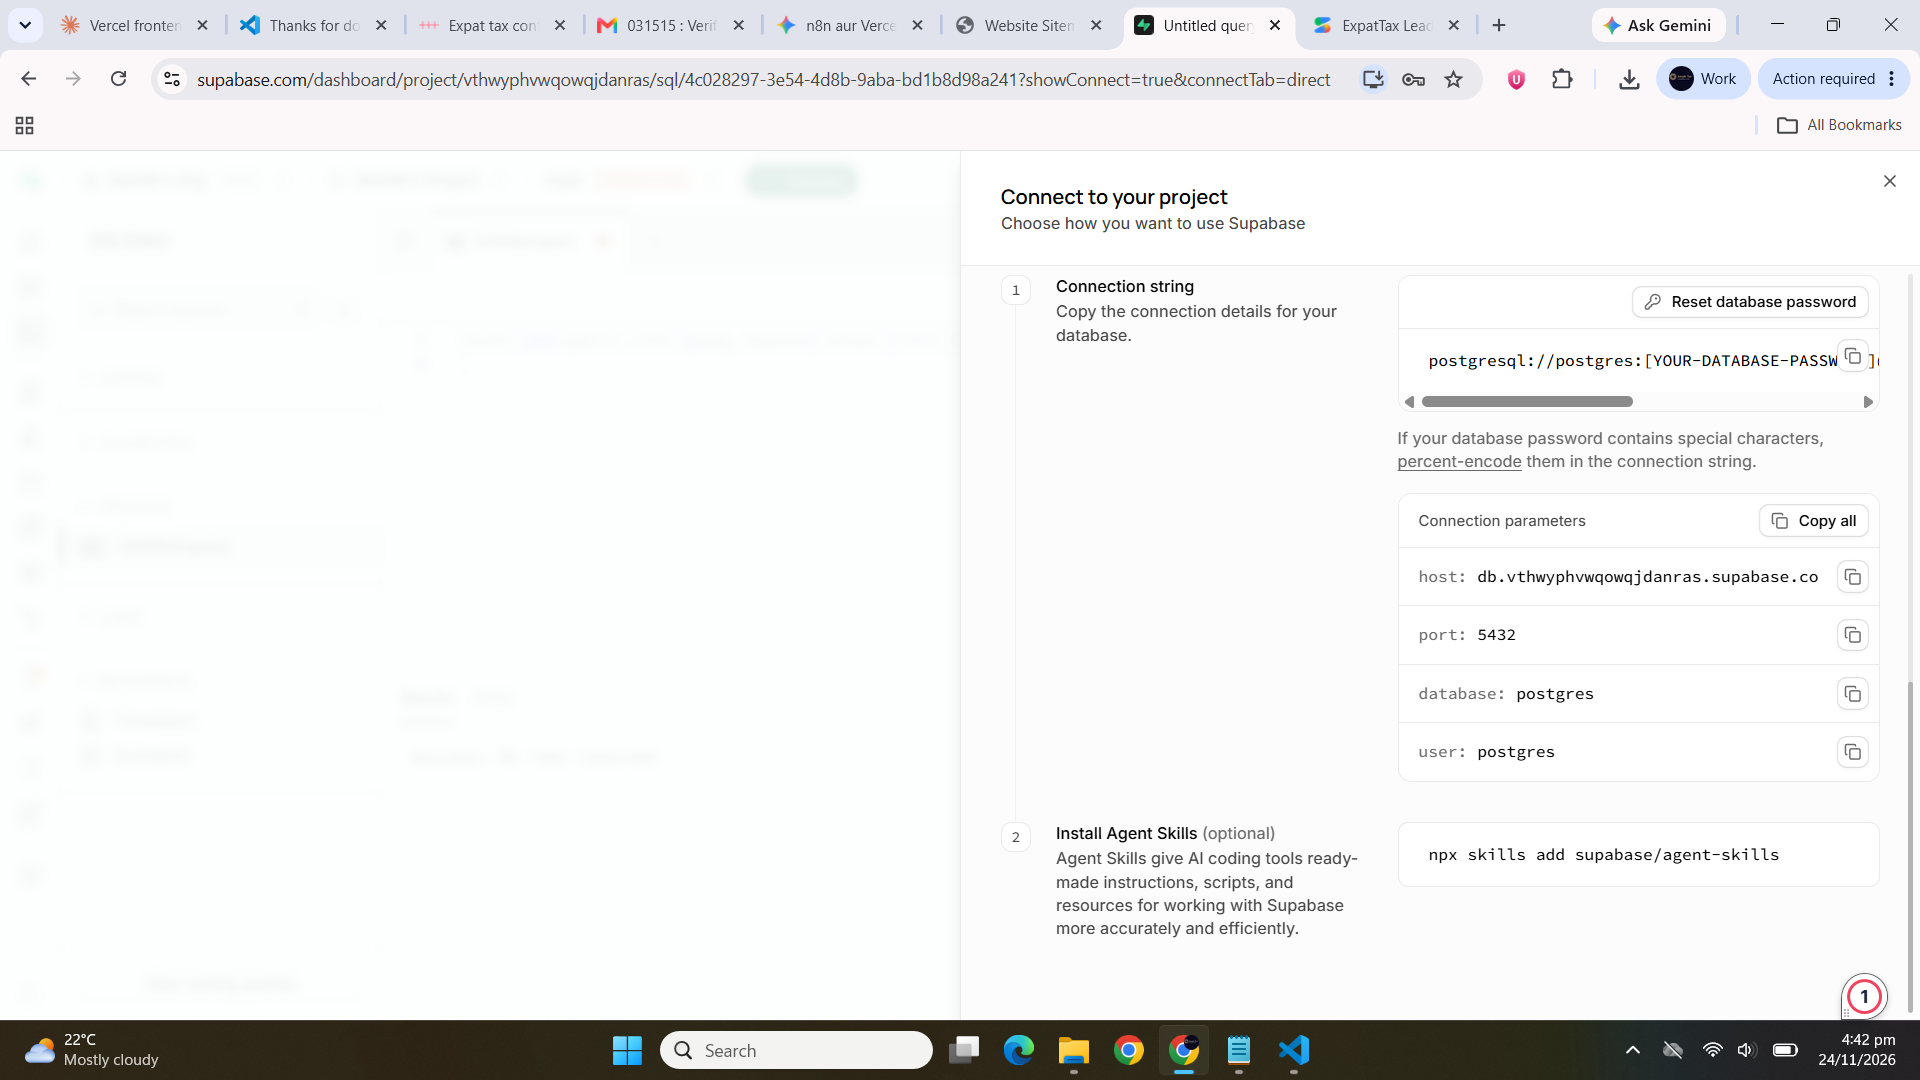 Vercel fronten
Thanks for do
Expat tax con
031515 : Verif
n8n aur Verce
Website Sitem
Untitled quer
ExpatTax Lead
Ask Gemini
supabase.com/dashboard/project/vthwyphvwqowqjdanras/sql/4c028297-3e54-4d8b-9aba-bd1b8d98a241?showConnect=true&connectTab=direct
Work
Action required
All Bookmarks
Connect to your project
Choose how you want to use Supabase
1
Connection string
Copy the connection details for your
database.
Reset database password
postgresql://postgres:[YOUR-DATABASE-PASSW
If your database password contains special characters,
percent-encode them in the connection string.
Connection parameters
Copy all
host: db.vthwyphvwqowqjdanras.supabase.co
port: 5432
database: postgres
user: postgres
2
Install Agent Skills (optional)
Agent Skills give AI coding tools ready-
made instructions, scripts, and
resources for working with Supabase
more accurately and efficiently.
npx skills add supabase/agent-skills
1
22°C
Mostly cloudy
Search
4:42 pm
24/11/2026